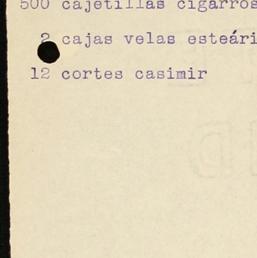 500 cajetillas cigarros
2 cajas velas esteári
12 cortes casimir